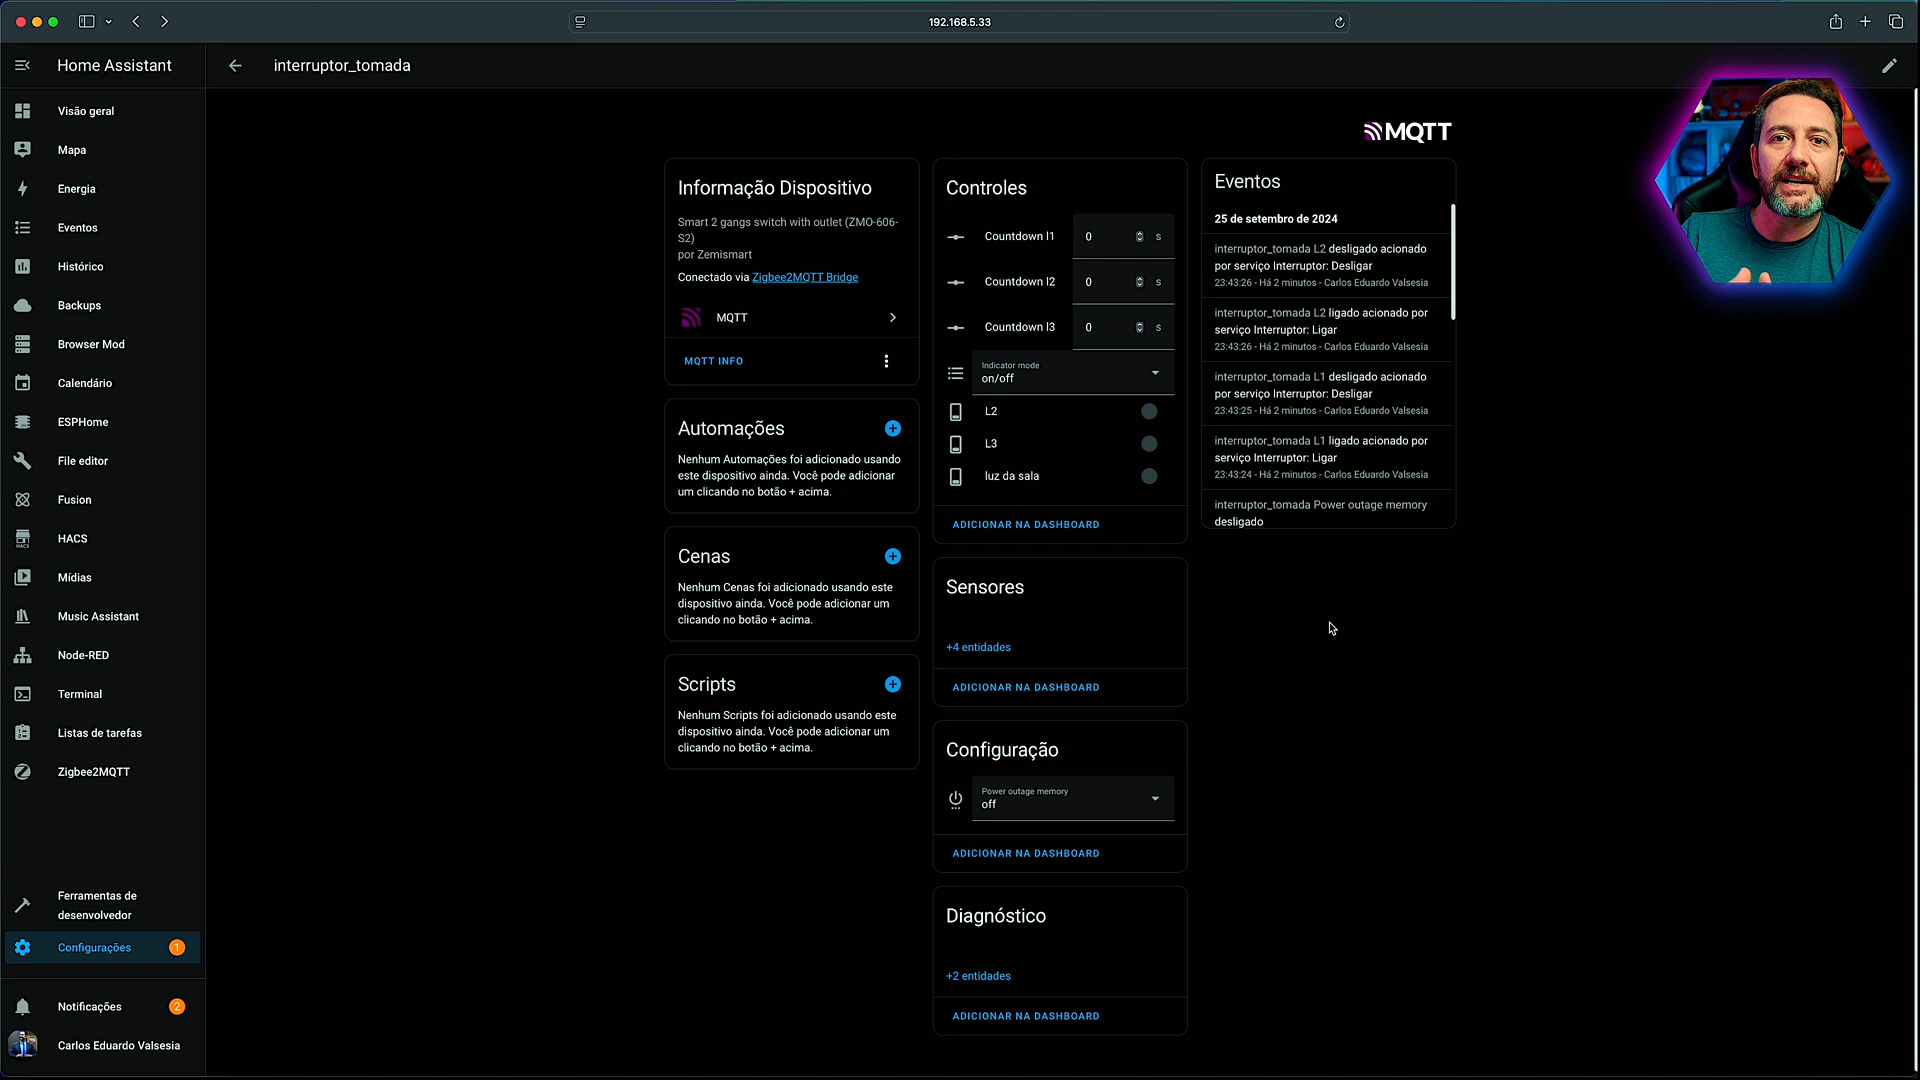 192.168.5.33
Home Assistant
interruptor_tomada
Visão geral
Mapa
Energia
Eventos
Histórico
Backups
Browser Mod
Calendário
ESPHome
File editor
Fusion
HACS
HACS
Mídias
Music Assistant
Node-RED
Terminal
Listas de tarefas
Zigbee2MQTT
Ferramentas de
desenvolvedor
Configurações
1
Notificações
2
Carlos Eduardo Valsesia
MQTT
Informação Dispositivo
Smart 2 gangs switch with outlet (ZMO-606-
S2)
por Zemismart
Conectado via Zigbee2MQTT Bridge
MQTT
MQTT INFO
Automações
Nenhum Automações foi adicionado usando
este dispositivo ainda. Você pode adicionar
um clicando no botão + acima.
Cenas
Nenhum Cenas foi adicionado usando este
dispositivo ainda. Você pode adicionar um
clicando no botão + acima.
Scripts
Nenhum Scripts foi adicionado usando este
dispositivo ainda. Você pode adicionar um
clicando no botão + acima.
Controles
Countdown l1 0 s
Countdown l2 0 s
Countdown l3 0 s
Indicator mode
on/off
L2
L3
luz da sala
ADICIONAR NA DASHBOARD
Sensores
+4 entidades
ADICIONAR NA DASHBOARD
Configuração
Power outage memory
off
ADICIONAR NA DASHBOARD
Diagnóstico
+2 entidades
ADICIONAR NA DASHBOARD
Eventos
25 de setembro de 2024
interruptor_tomada L2 desligado acionado
por serviço Interruptor: Desligar
23:43:26 - Há 2 minutos - Carlos Eduardo Valsesia
interruptor_tomada L2 ligado acionado por
serviço Interruptor: Ligar
23:43:26 - Há 2 minutos - Carlos Eduardo Valsesia
interruptor_tomada L1 desligado acionado
por serviço Interruptor: Desligar
23:43:25 - Há 2 minutos - Carlos Eduardo Valsesia
interruptor_tomada L1 ligado acionado por
serviço Interruptor: Ligar
23:43:24 - Há 2 minutos - Carlos Eduardo Valsesia
interruptor_tomada Power outage memory
desligado